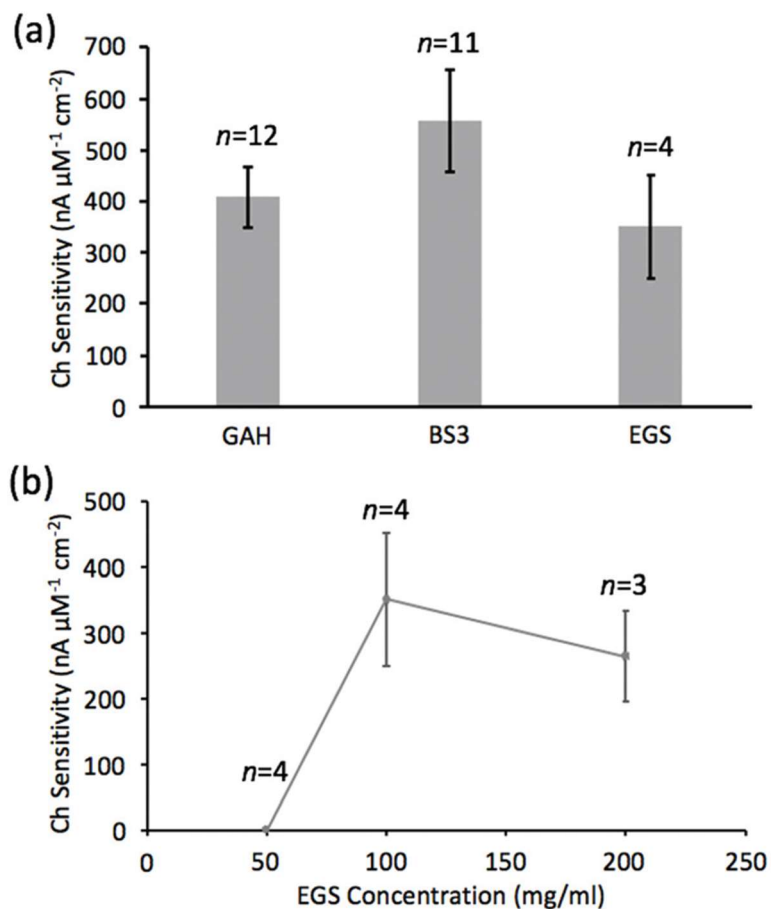 (a)
Ch Sensitivity (nA µM⁻¹ cm⁻²)
700
600
500
400
300
200
100
0
n=12
n=11
n=4
GAH
BS3
EGS
(b)
Ch Sensitivity (nA µM⁻¹ cm⁻²)
500
400
300
200
100
0
n=4
n=4
n=3
0
50
100
150
200
250
EGS Concentration (mg/ml)